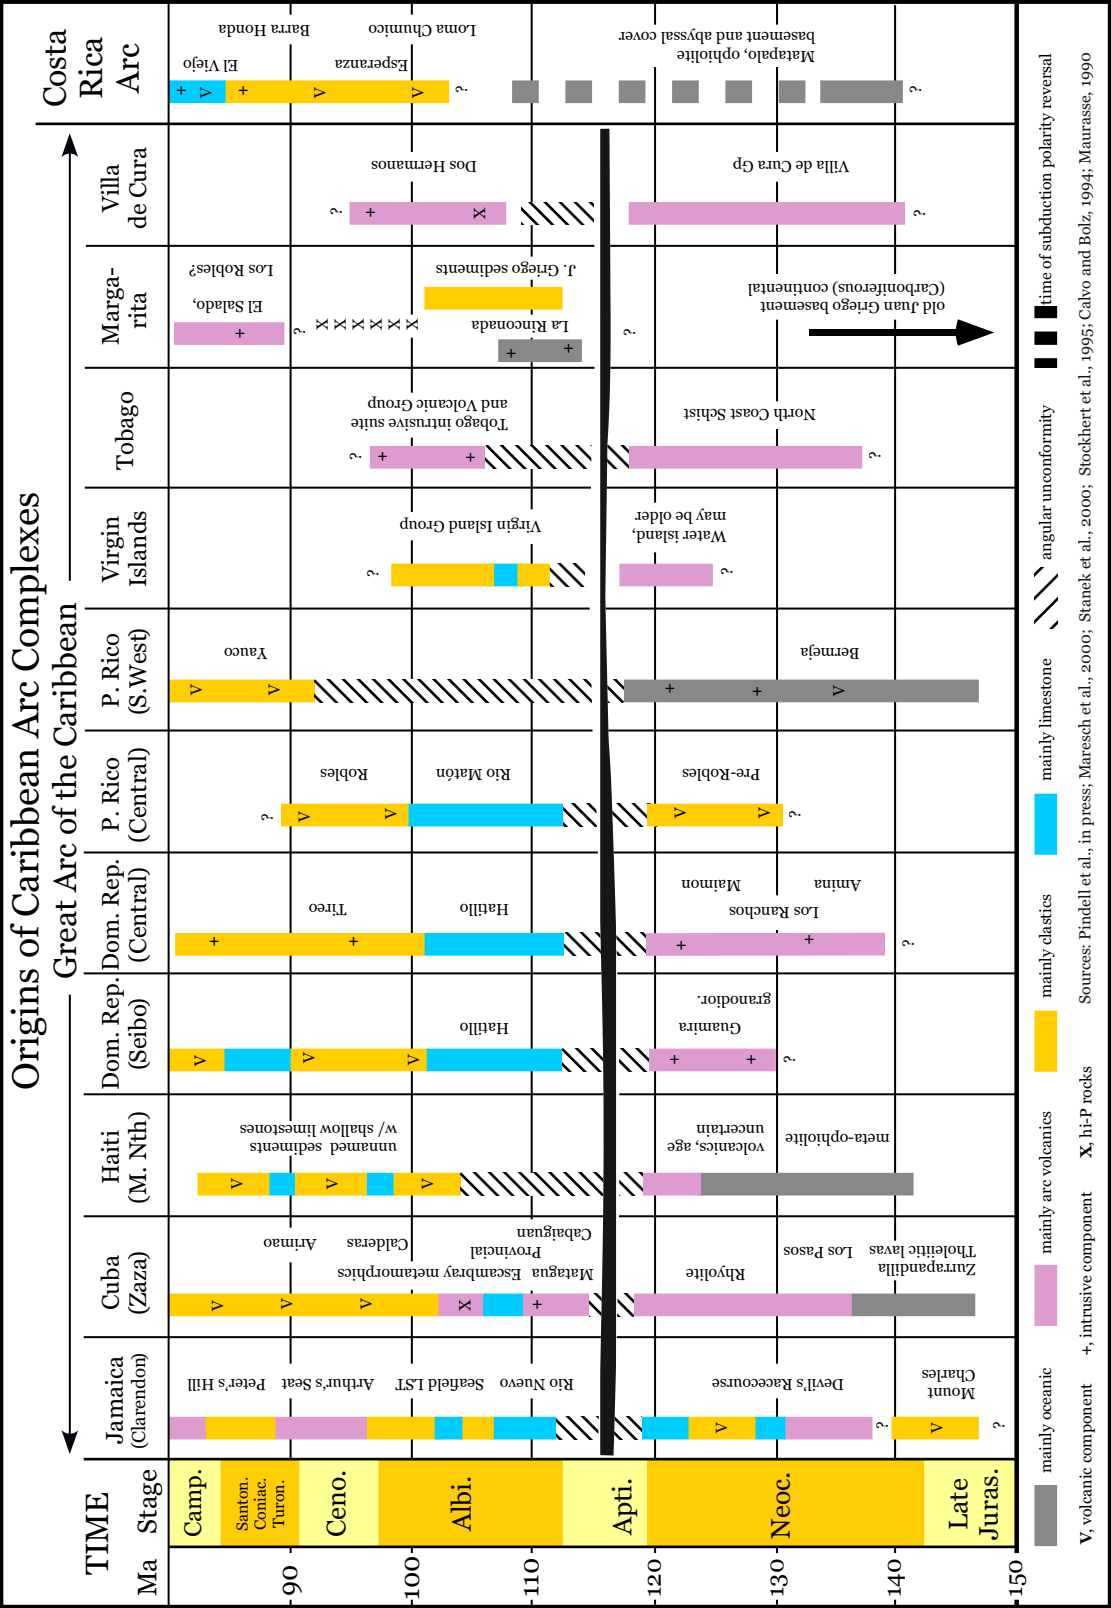 Origins of Caribbean Arc Complexes
Great Arc of the Caribbean
TIME
Ma
Stage
Jamaica
(Clarendon)
Cuba
(Zaza)
Haiti
(M. Nth)
Dom. Rep.
(Seibo)
Dom. Rep.
(Central)
P. Rico
(Central)
P. Rico
(S.West)
Virgin
Islands
Tobago
Marga-
rita
Villa
de Cura
Costa
Rica
Arc
90
100
110
120
130
140
150
Camp.
Santon.
Coniac.
Turon.
Ceno.
Albi.
Apti.
Neoc.
Late
Juras.
Peter's Hill
Arthur's Seat
Seafield LST
Rio Nuevo
Devil's Racecourse
V
?
Mount
Charles
V
?
V
V
V
Arimao
Calderas
X
Escambray metamorphics
+
Provincial
Matagua
Cabaiguan
Rhyolite
Los Pasos
Zurrapandilla
Tholeiitic lavas
V
V
V
unnamed sediments
w/ shallow limestones
volcanics, age
uncertain
meta-ophiolite
V
V
V
Hatillo
+
+
Guamira
granodior.
?
+
+
Tireo
Hatillo
+
+
Los Ranchos
Maimon
Amina
?
?
V
V
Robles
Rio Matón
V
V
Pre-Robles
?
V
V
Yauco
+
+
V
Bermeja
?
Virgin Island Group
Water island,
may be older
?
?
+
+
Tobago intrusive suite
and Volcanic Group
North Coast Schist
?
+
El Salado,
Los Robles?
?
X X X X X X
+
+
La Rinconada
J. Griego sediments
?
old Juan Griego basement
(Carboniferous) continental
?
+
X
Dos Hermanos
Villa de Cura Gp
?
+
V
+
V
V
?
El Viejo
Barra Honda
Esperanza
Loma Chumico
Matapalo, ophiolite
basement and abyssal cover
?
mainly oceanic
mainly arc volcanics
mainly clastics
mainly limestone
angular unconformity
time of subduction polarity reversal
V, volcanic component
+, intrusive component
X, hi-P rocks
Sources: Pindell et al., in press; Maresch et al., 2000; Stanek et al., 2000; Stockhert et al., 1995; Calvo and Bolz, 1994; Maurasse, 1990